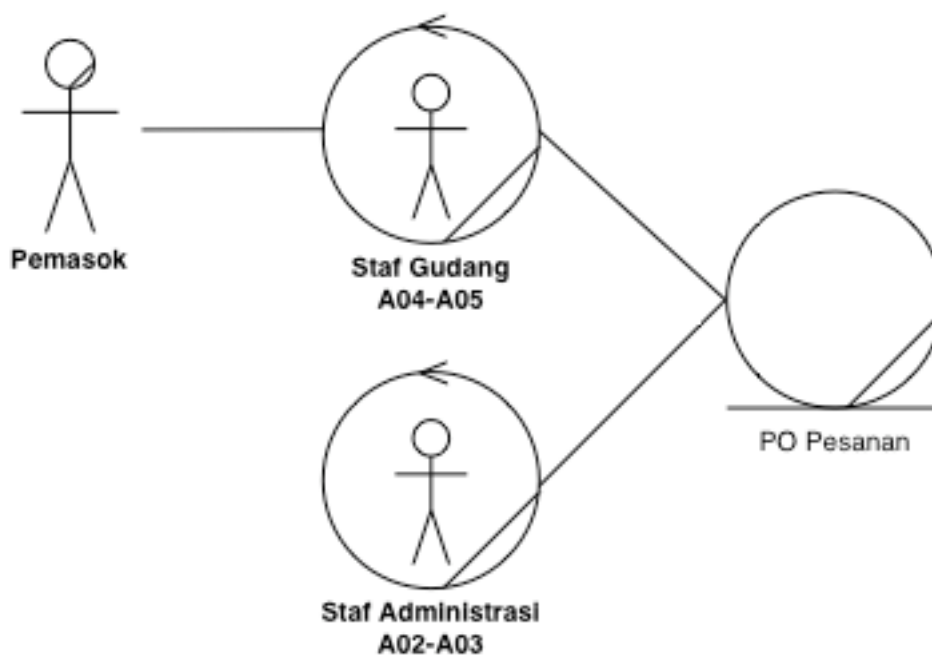 Pemasok
Staf Gudang
A04-A05
PO Pesanan
Staf Administrasi
A02-A03